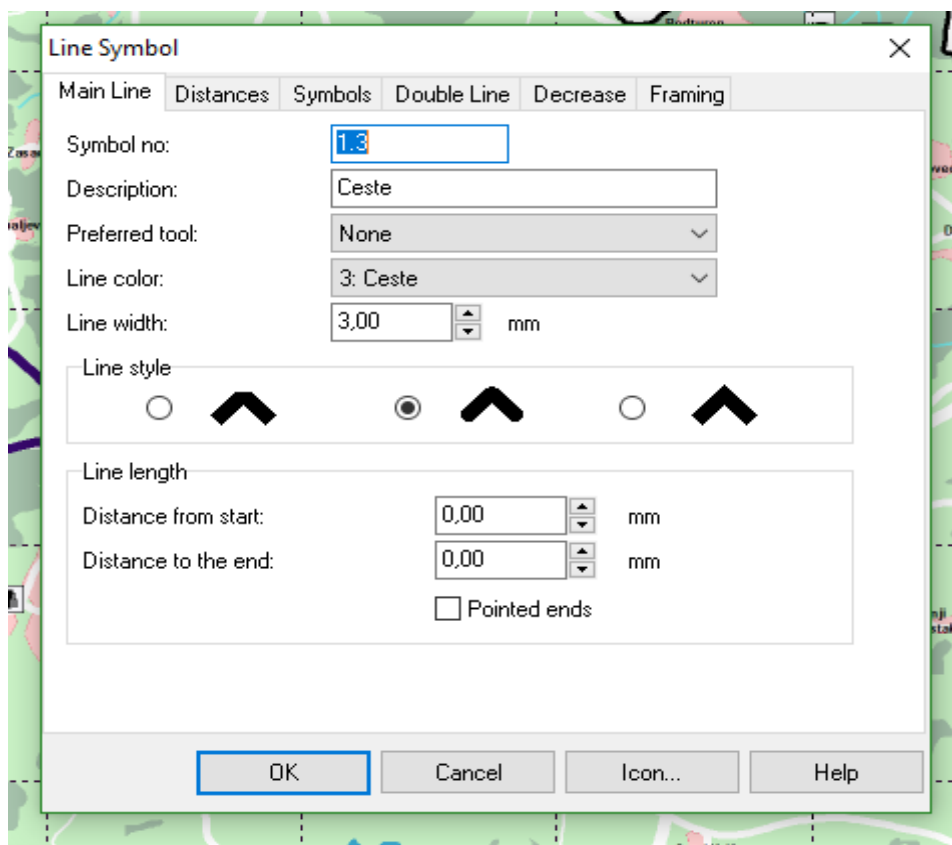 Line Symbol
Main Line Distances Symbols Double Line Decrease Framing
Symbol no: 1.3
Description: Ceste
Preferred tool: None
Line color: 3: Ceste
Line width: 3,00 mm
Line style
Line length
Distance from start: 0,00 mm
Distance to the end: 0,00 mm
Pointed ends
OK Cancel Icon... Help